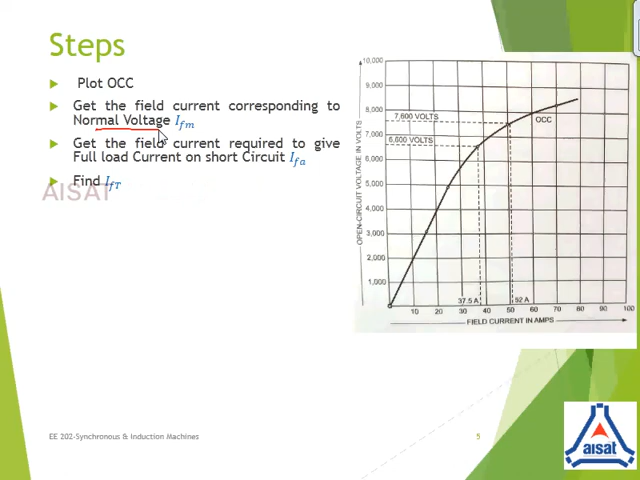 Steps
Plot OCC
Get the field current corresponding to
Normal Voltage I_fm
Get the field current required to give
Full load Current on short Circuit I_fa
Find I_fT
AISAT
OPEN-CIRCUIT VOLTAGE IN VOLTS
10,000
9,000
8,000
7,000
6,000
5,000
4,000
3,000
2,000
1,000
7,600 VOLTS
6,600 VOLTS
OCC
37.5 A
52 A
0
10 20 30 40 50 60 70 80 90 100
FIELD CURRENT IN AMPS
EE 202-Synchronous & Induction Machines
5
aisat